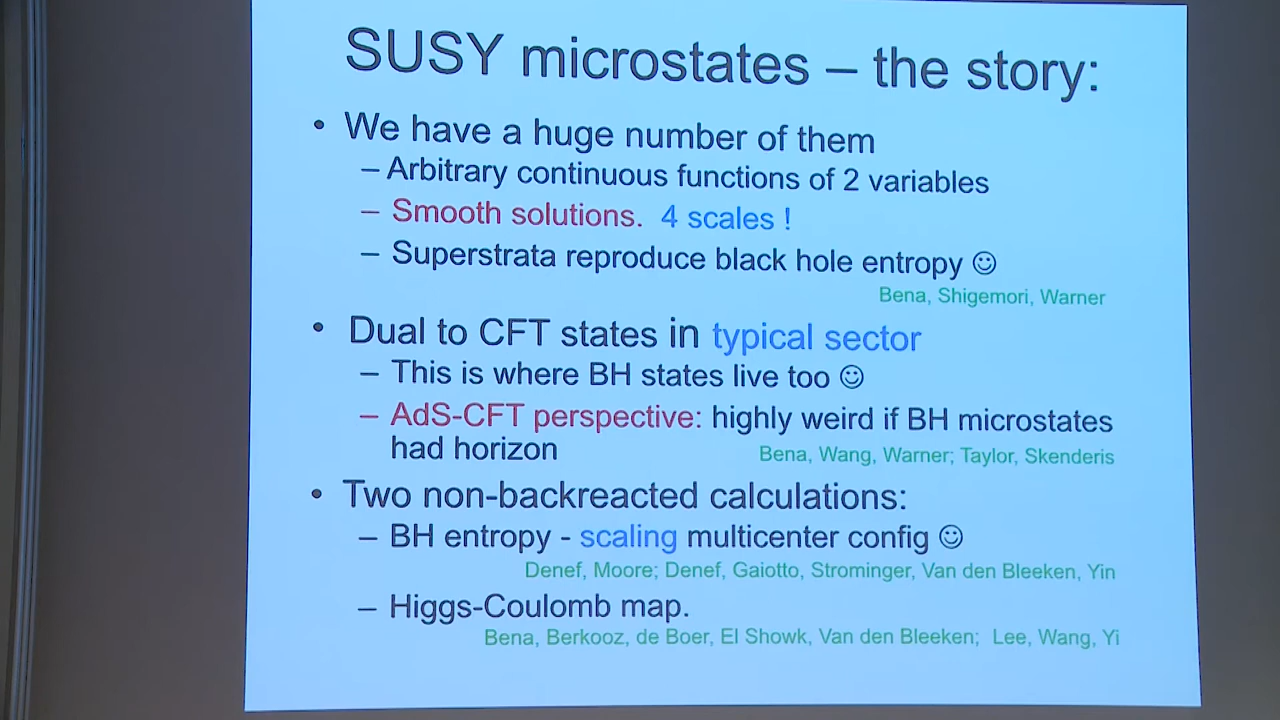 SUSY microstates – the story:
• We have a huge number of them
– Arbitrary continuous functions of 2 variables
– Smooth solutions. 4 scales !
– Superstrata reproduce black hole entropy ☺
Bena, Shigemori, Warner
• Dual to CFT states in typical sector
– This is where BH states live too ☺
– AdS-CFT perspective: highly weird if BH microstates
had horizon
Bena, Wang, Warner; Taylor, Skenderis
• Two non-backreacted calculations:
– BH entropy - scaling multicenter config ☺
Denef, Moore; Denef, Gaiotto, Strominger, Van den Bleeken, Yin
– Higgs-Coulomb map.
Bena, Berkooz, de Boer, El Showk, Van den Bleeken; Lee, Wang, Yi